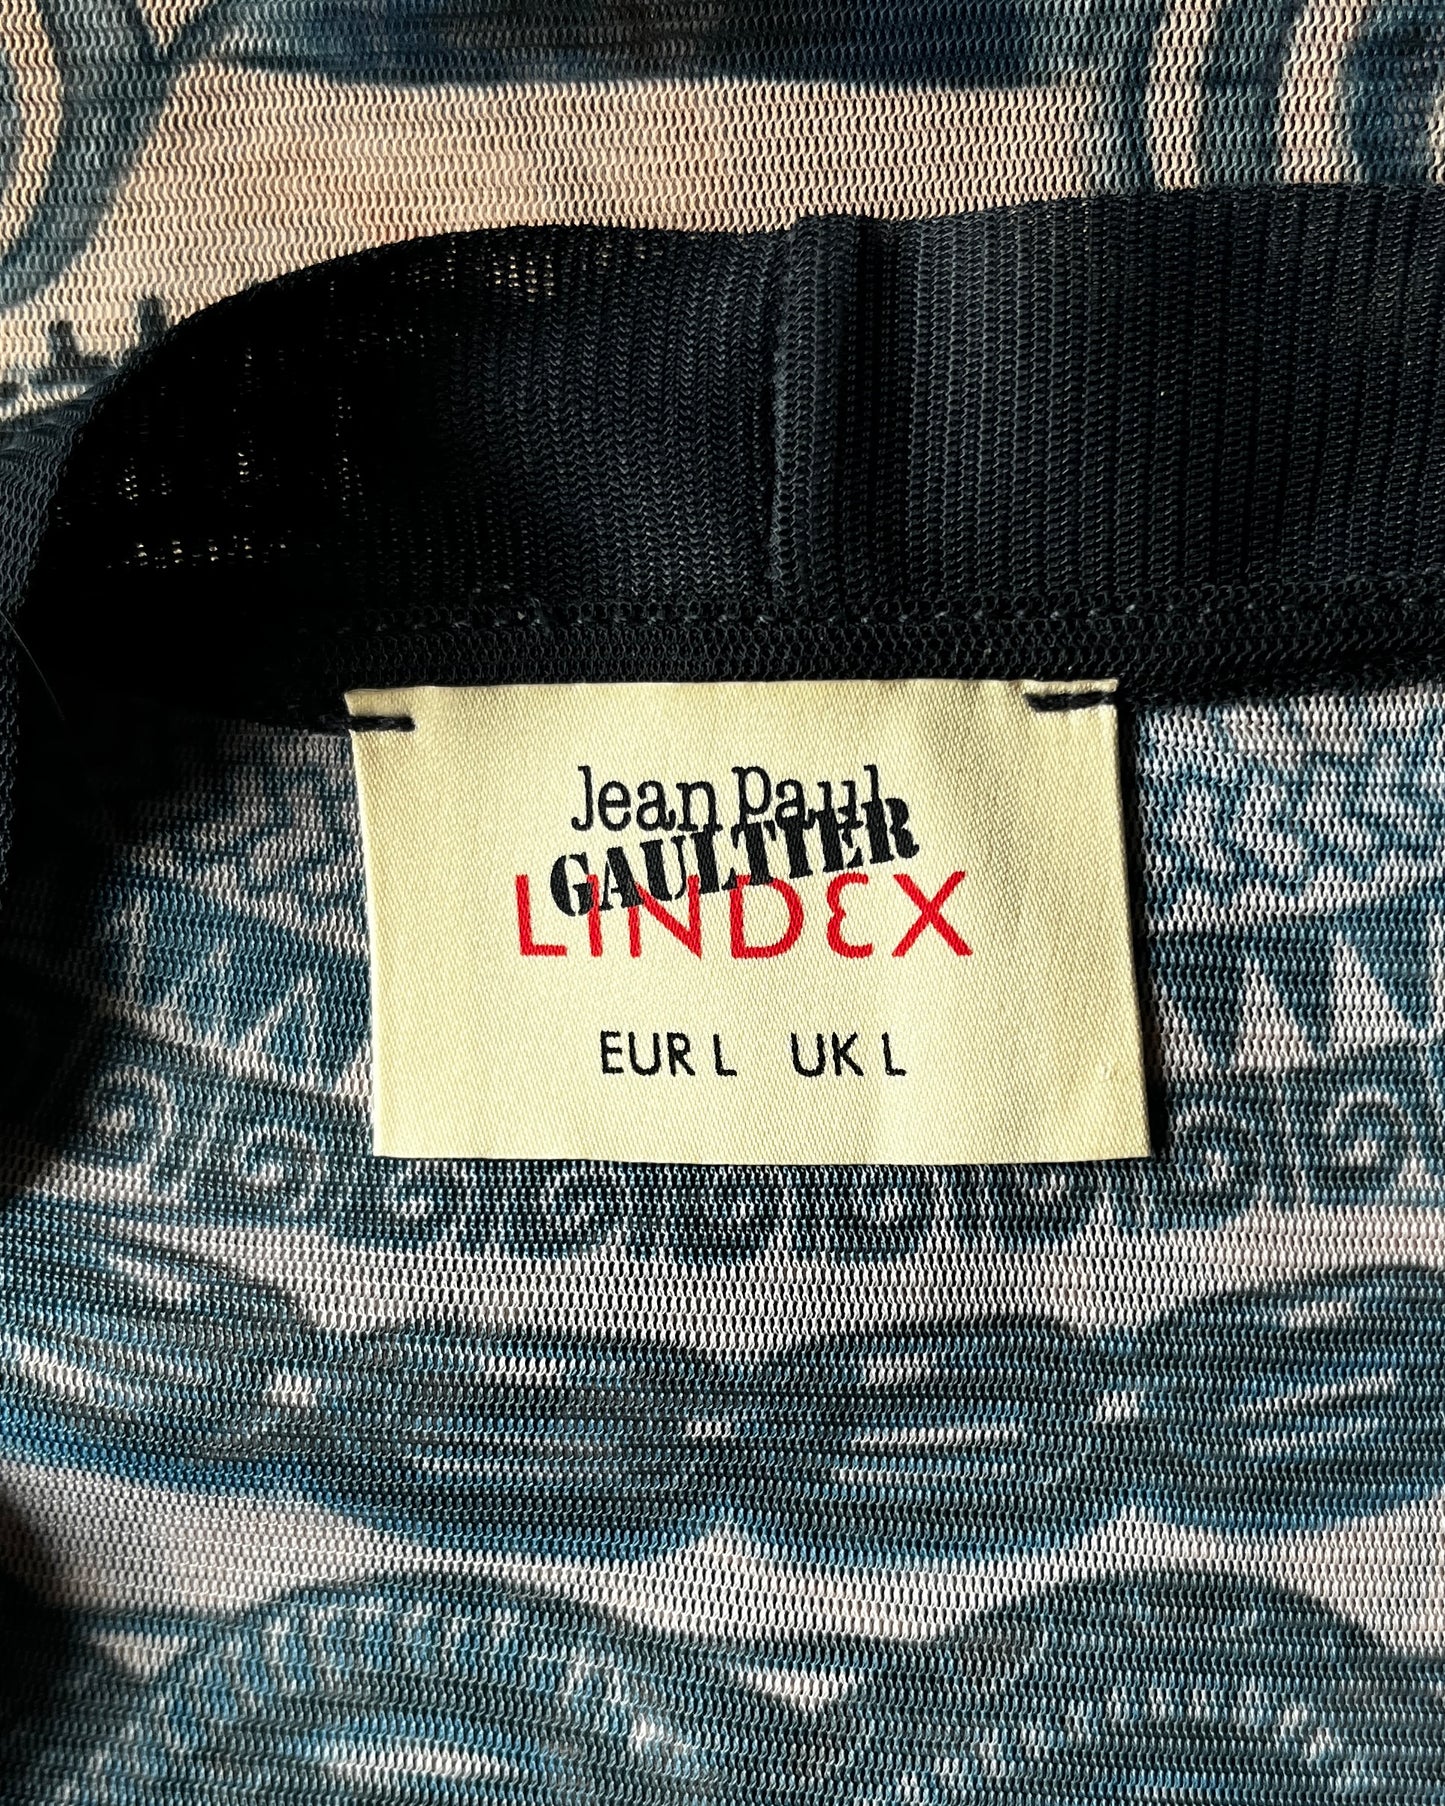 Jean Paul
GAULTIER
LINDEX
EUR L UK L